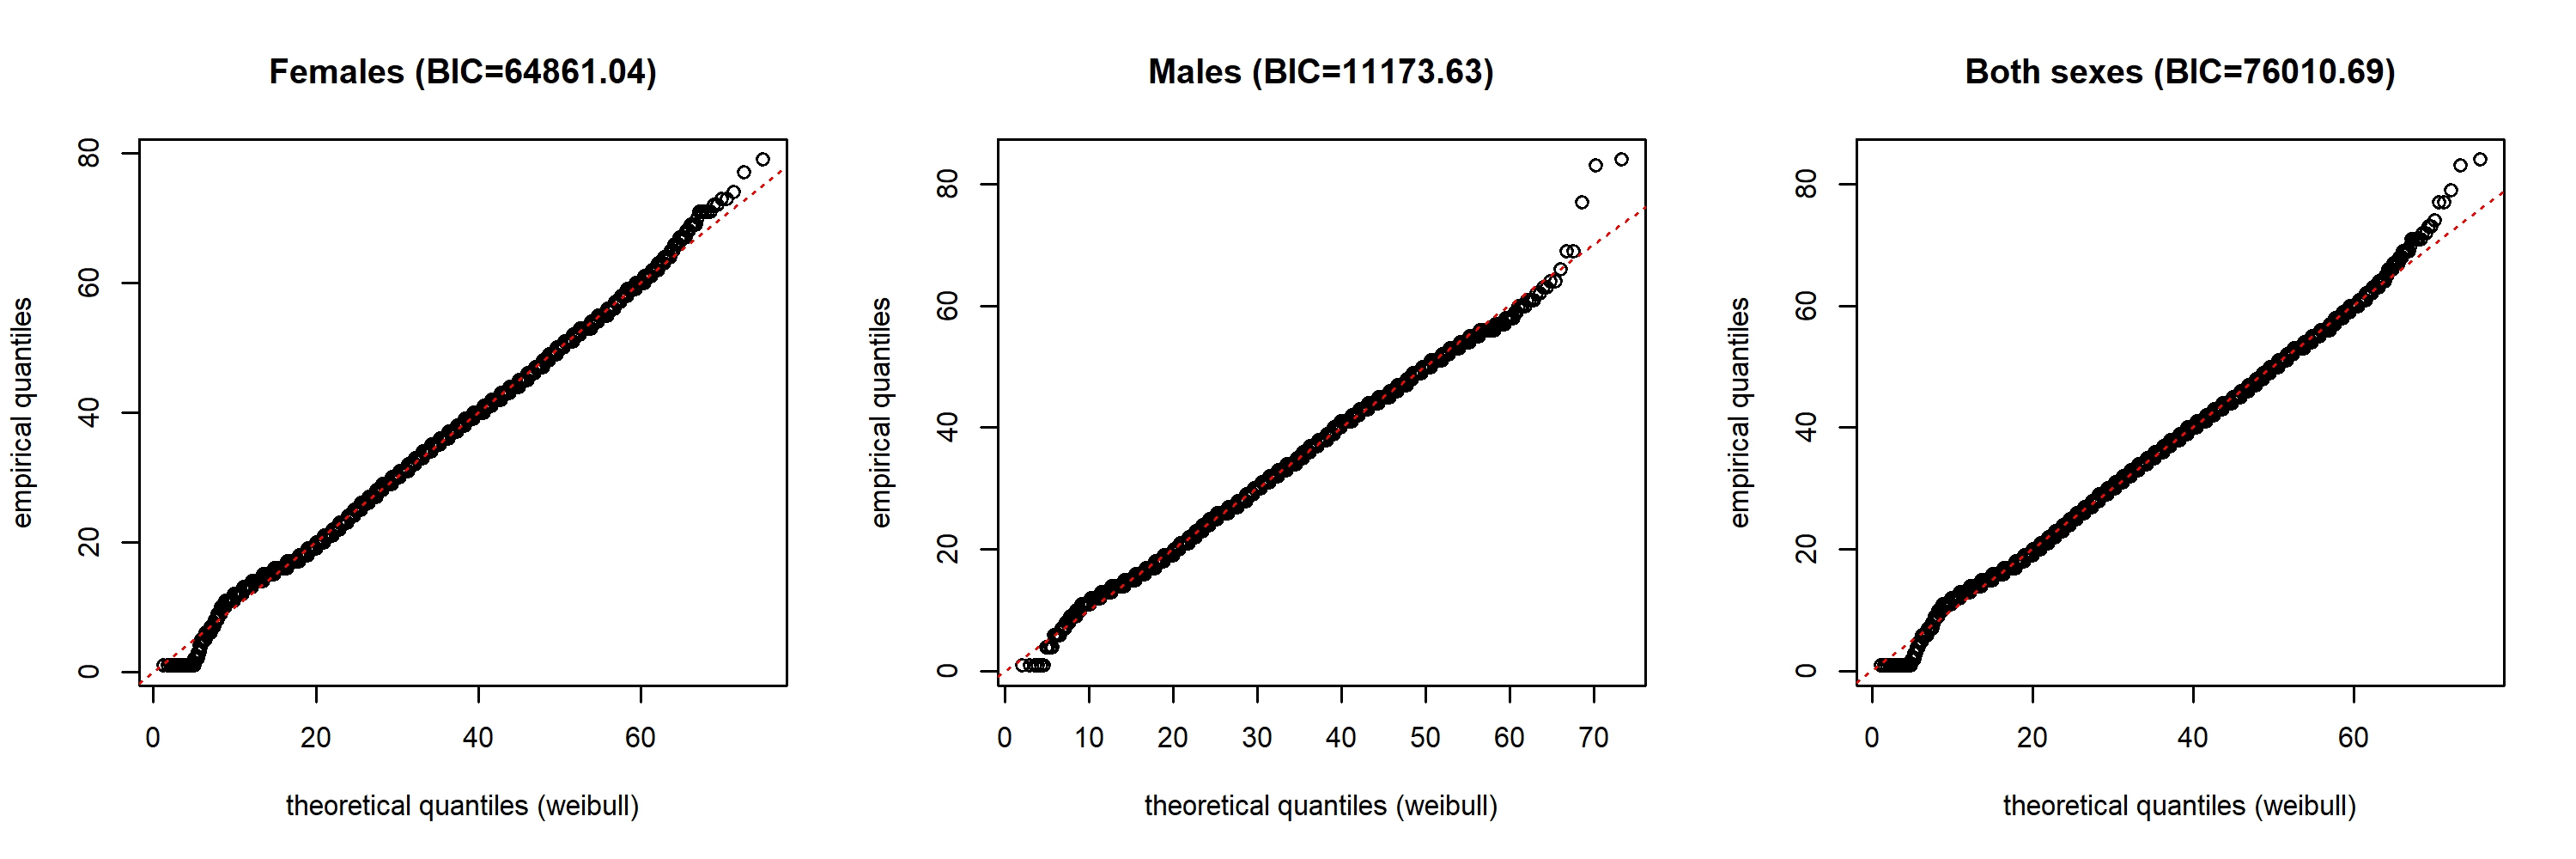 Females (BIC=64861.04)
empirical quantiles
80
60
40
20
0
0 20 40 60
theoretical quantiles (weibull)
Males (BIC=11173.63)
empirical quantiles
80
60
40
20
0
0 10 20 30 40 50 60 70
theoretical quantiles (weibull)
Both sexes (BIC=76010.69)
empirical quantiles
80
60
40
20
0
0 20 40 60
theoretical quantiles (weibull)